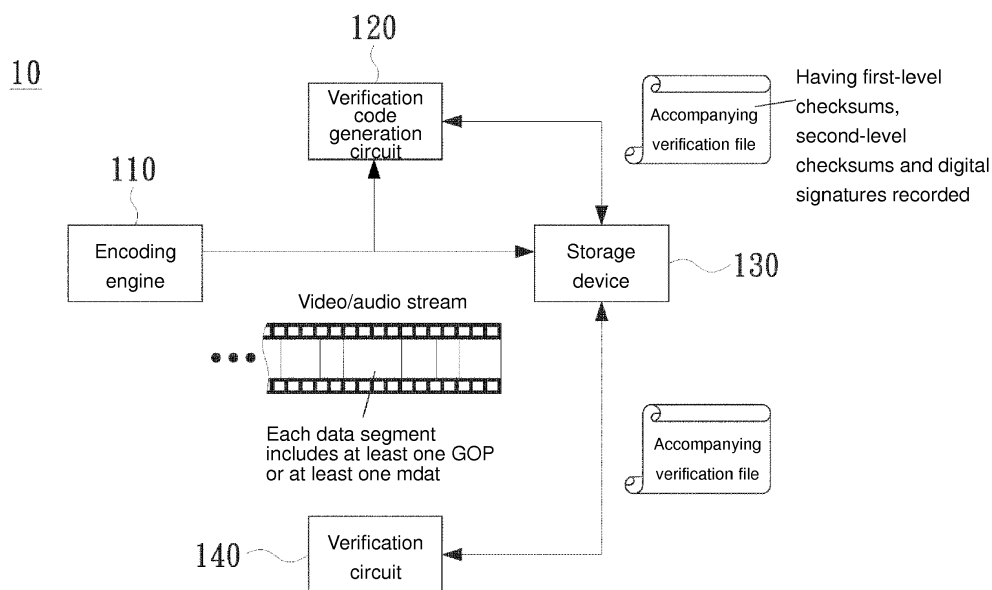 10
120
Verification
code
generation
circuit
Accompanying
verification file
Having first-level
checksums,
second-level
checksums and digital
signatures recorded
110
Encoding
engine
Storage
device
130
Video/audio stream
Each data segment
includes at least one GOP
or at least one mdat
Accompanying
verification file
140
Verification
circuit